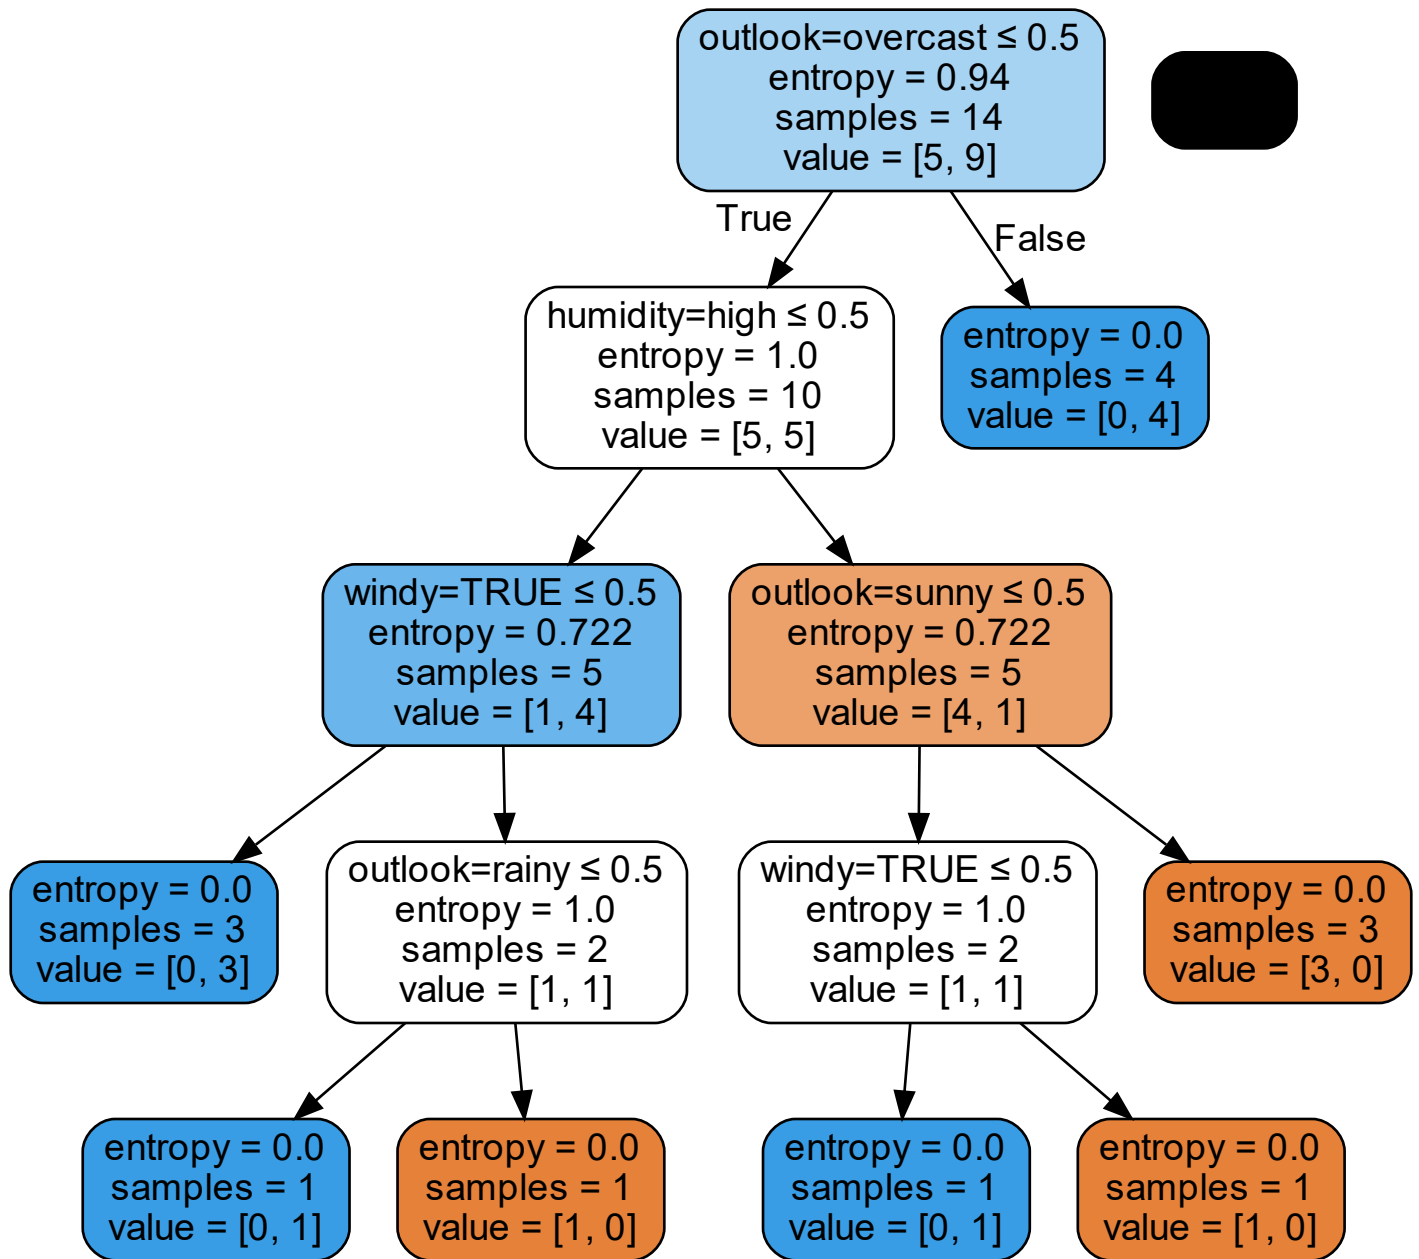 outlook=overcast ≤ 0.5
entropy = 0.94
samples = 14
value = [5, 9]
True
False
humidity=high ≤ 0.5
entropy = 1.0
samples = 10
value = [5, 5]
entropy = 0.0
samples = 4
value = [0, 4]
windy=TRUE ≤ 0.5
entropy = 0.722
samples = 5
value = [1, 4]
outlook=sunny ≤ 0.5
entropy = 0.722
samples = 5
value = [4, 1]
entropy = 0.0
samples = 3
value = [0, 3]
outlook=rainy ≤ 0.5
entropy = 1.0
samples = 2
value = [1, 1]
windy=TRUE ≤ 0.5
entropy = 1.0
samples = 2
value = [1, 1]
entropy = 0.0
samples = 3
value = [3, 0]
entropy = 0.0
samples = 1
value = [0, 1]
entropy = 0.0
samples = 1
value = [1, 0]
entropy = 0.0
samples = 1
value = [0, 1]
entropy = 0.0
samples = 1
value = [1, 0]